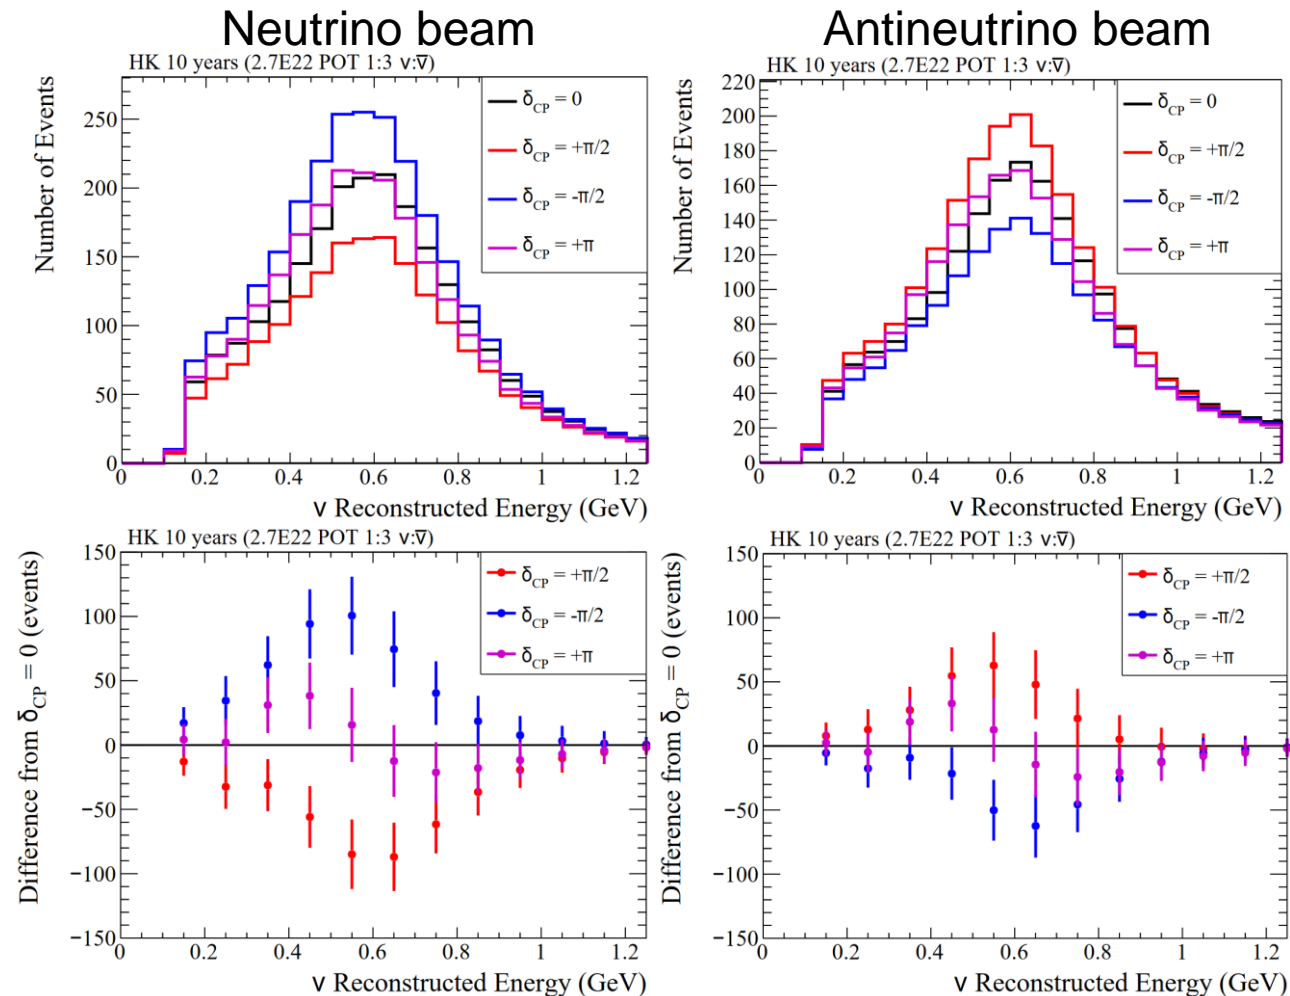 Neutrino beam
HK 10 years (2.7E22 POT 1:3 ν:ν̅)
Number of Events
250
200
150
100
50
0
δCP = 0
δCP = +π/2
δCP = -π/2
δCP = +π
0 0.2 0.4 0.6 0.8 1 1.2
ν Reconstructed Energy (GeV)
Antineutrino beam
HK 10 years (2.7E22 POT 1:3 ν:ν̅)
Number of Events
220
200
180
160
140
120
100
80
60
40
20
0
δCP = 0
δCP = +π/2
δCP = -π/2
δCP = +π
0 0.2 0.4 0.6 0.8 1 1.2
ν Reconstructed Energy (GeV)
HK 10 years (2.7E22 POT 1:3 ν:ν̅)
Difference from δCP = 0 (events)
150
100
50
0
−50
−100
−150
δCP = +π/2
δCP = -π/2
δCP = +π
0 0.2 0.4 0.6 0.8 1 1.2
ν Reconstructed Energy (GeV)
HK 10 years (2.7E22 POT 1:3 ν:ν̅)
Difference from δCP = 0 (events)
150
100
50
0
−50
−100
−150
δCP = +π/2
δCP = -π/2
δCP = +π
0 0.2 0.4 0.6 0.8 1 1.2
ν Reconstructed Energy (GeV)